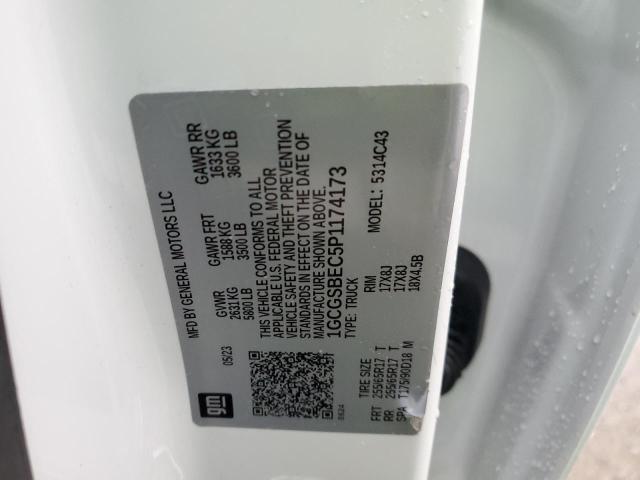 gm
MFD BY GENERAL MOTORS LLC
05/23
GVWR
2631 KG
5800 LB
GAWR FRT
1588 KG
3500 LB
GAWR RR
1633 KG
3600 LB
THIS VEHICLE CONFORMS TO ALL
APPLICABLE U.S. FEDERAL MOTOR
VEHICLE SAFETY AND THEFT PREVENTION
STANDARDS IN EFFECT ON THE DATE OF
MANUFACTURE SHOWN ABOVE.
1GCGSBEC5P1174173
TYPE: TRUCK
MODEL: 5314C43
TIRE SIZE RIM
FRT 255/65R17 T 17X8J
RR 255/65R17 T 17X8J
SPA T175/90D18 M 18X4.5B